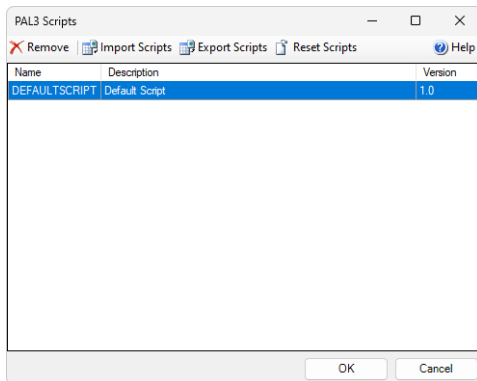 PAL3 Scripts
Remove Import Scripts Export Scripts Reset Scripts Help
Name Description Version
DEFAULTSCRIPT Default Script 1.0
OK Cancel